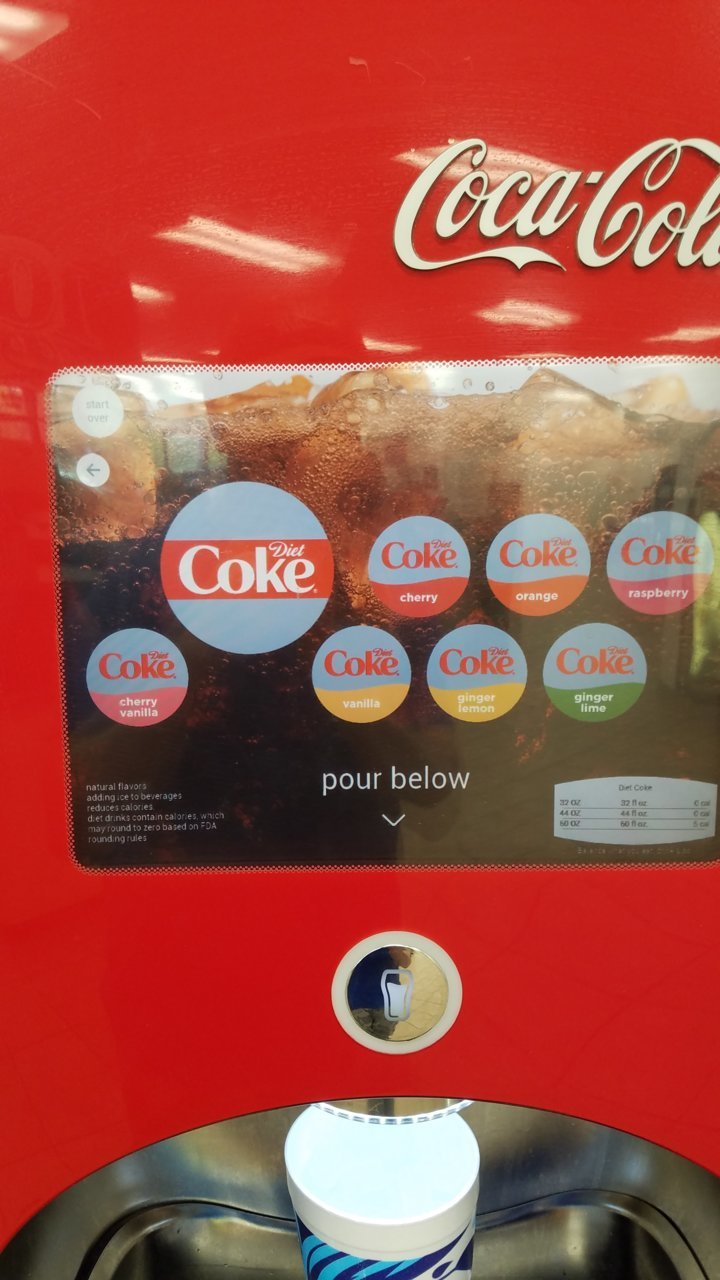 Coca-Col
start
over
Diet
Coke
Diet
Coke
cherry
Diet
Coke
orange
Diet
Coke
raspberry
Diet
Coke
cherry
vanilla
Diet
Coke
vanilla
Diet
Coke
ginger
lemon
Diet
Coke
ginger
lime
pour below
natural flavors
adding ice to beverages
reduces calories.
diet drinks contain calories, which
may round to zero based on FDA
rounding rules
Diet Coke
32 OZ 32 fl oz. 0 cal
44 OZ 44 fl oz. 0 cal
60 OZ 60 fl oz. 5 cal